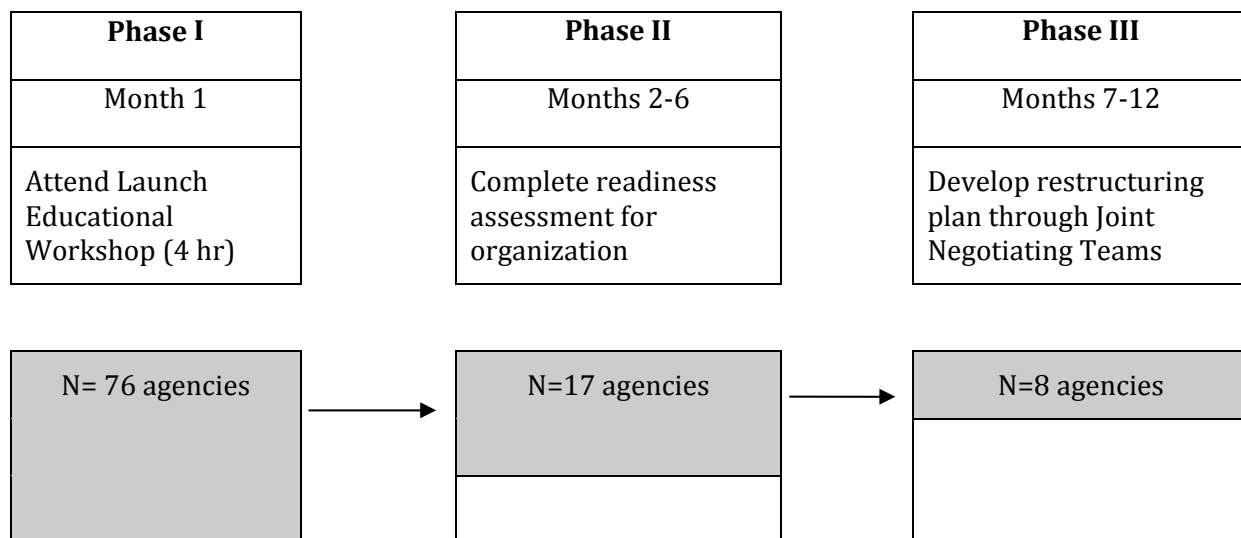 Phase I
Month 1
Attend Launch
Educational
Workshop (4 hr)
Phase II
Months 2-6
Complete readiness
assessment for
organization
Phase III
Months 7-12
Develop restructuring
plan through Joint
Negotiating Teams
N= 76 agencies
N=17 agencies
N=8 agencies